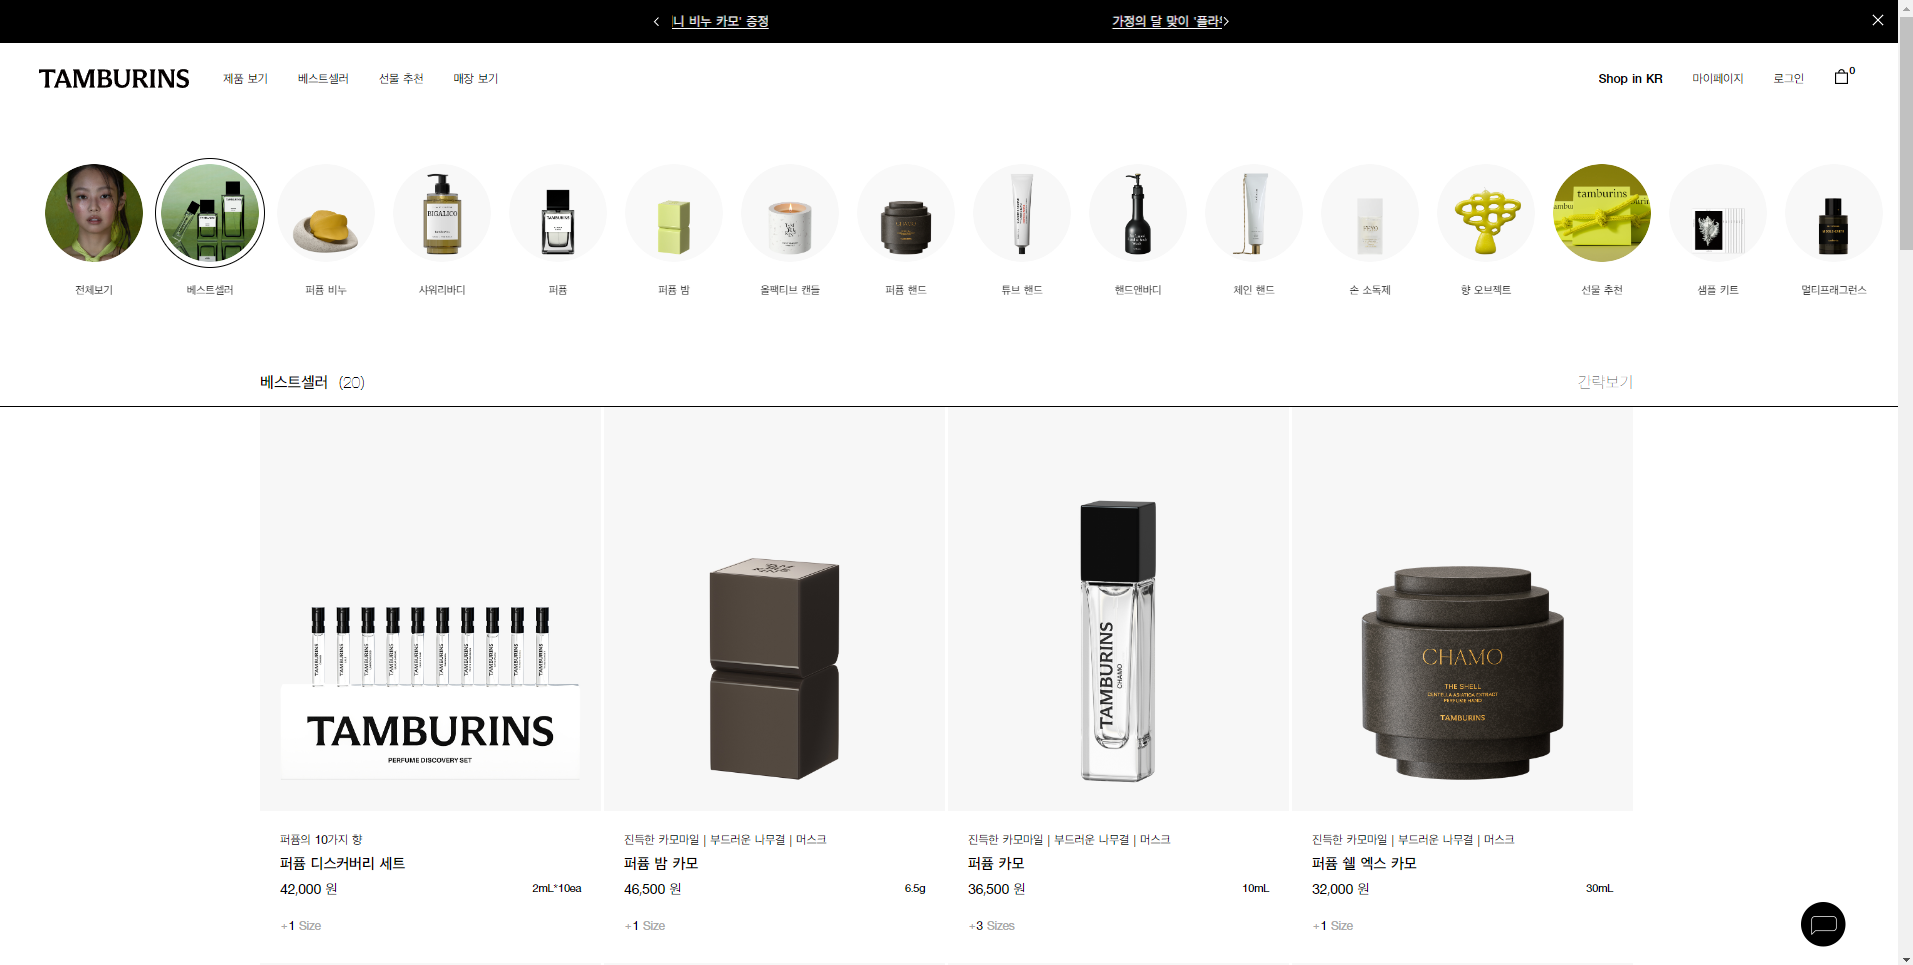 니 비누 카모' 증정
가정의 달 맞이 '플라
TAMBURINS
제품 보기
베스트셀러
선물 추천
매장 보기
Shop in KR
마이페이지
로그인
0
BIGALICO
TAMBURINS
CHAMO
tamburins
전체보기
베스트셀러
퍼퓸 비누
샤워리바디
퍼퓸
퍼퓸 밤
올팩티브 캔들
퍼퓸 핸드
튜브 핸드
핸드앤바디
체인 핸드
손 소독제
향 오브젝트
선물 추천
샘플 키트
멀티프래그런스
베스트셀러 (20)
간략보기
TAMBURINS
PERFUME DISCOVERY SET
TAMBURINS
CHAMO
CHAMO
THE SHELL
CENTELLA ASIATICA EXTRACT
PERFUME HAND
TAMBURINS
퍼퓸의 10가지 향
퍼퓸 디스커버리 세트
42,000 원
2mL*10ea
+1 Size
진득한 카모마일 | 부드러운 나무결 | 머스크
퍼퓸 밤 카모
46,500 원
6.5g
+1 Size
진득한 카모마일 | 부드러운 나무결 | 머스크
퍼퓸 카모
36,500 원
10mL
+3 Sizes
진득한 카모마일 | 부드러운 나무결 | 머스크
퍼퓸 쉘 엑스 카모
32,000 원
30mL
+1 Size